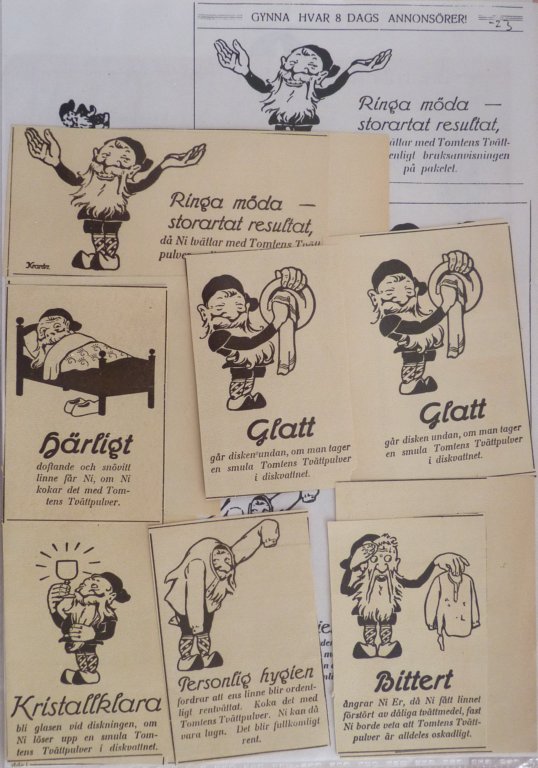 GYNNA HVAR 8 DAGS ANNONSÖRER!
-23
Ringa möda —
storartat resultat,
ättar med Tomtens Tvätt-
enligt bruksanvisningen
på paketet.
Ringa möda —
storartat resultat,
då Ni tvättar med Tomtens Tvätt-
pulver
Härligt
doftande och snövitt
linne får Ni, om Ni
kokar det med Tom-
tens Tvättpulver.
Glatt
går disken undan, om man tager
en smula Tomtens Tvättpulver
i diskvattnet.
Glatt
går disken undan, om man tager
en smula Tomtens Tvättpulver
i diskvattnet.
Kristallklara
bli glasen vid diskningen, om
Ni löser upp en smula Tom-
tens Tvättpulver i diskvattnet.
Personlig hygien
fordrar att ens linne blir ordent-
ligt rentvättat. Koka det med
Tomtens Tvättpulver. Ni kan då
vara lugn. Det blir fullkomligt
rent.
Bittert
ångrar Ni Er, då Ni fått linnet
förstört av dåliga tvättmedel, fast
Ni borde veta att Tomtens Tvätt-
pulver är alldeles oskadligt.